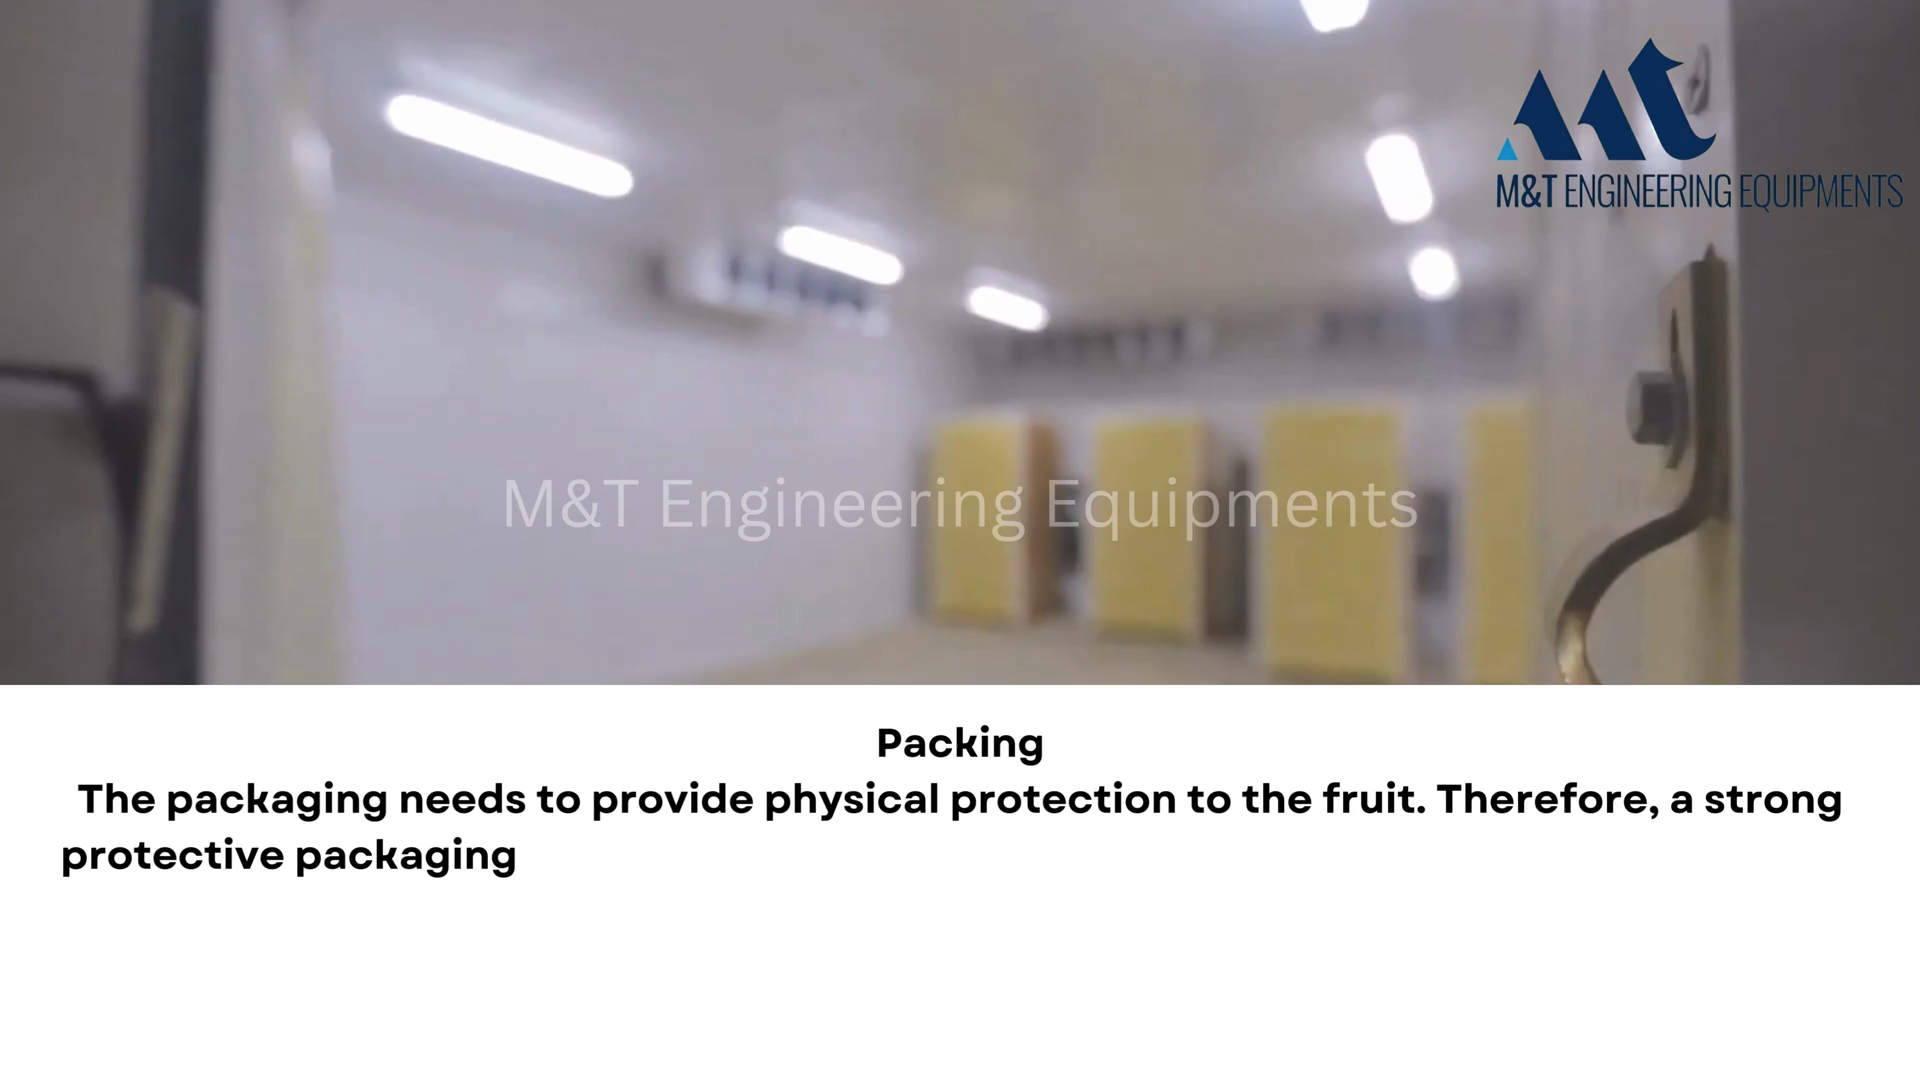 M&T ENGINEERING EQUIPMENTS
M&T Engineering Equipments
Packing
The packaging needs to provide physical protection to the fruit. Therefore, a strong
protective packaging